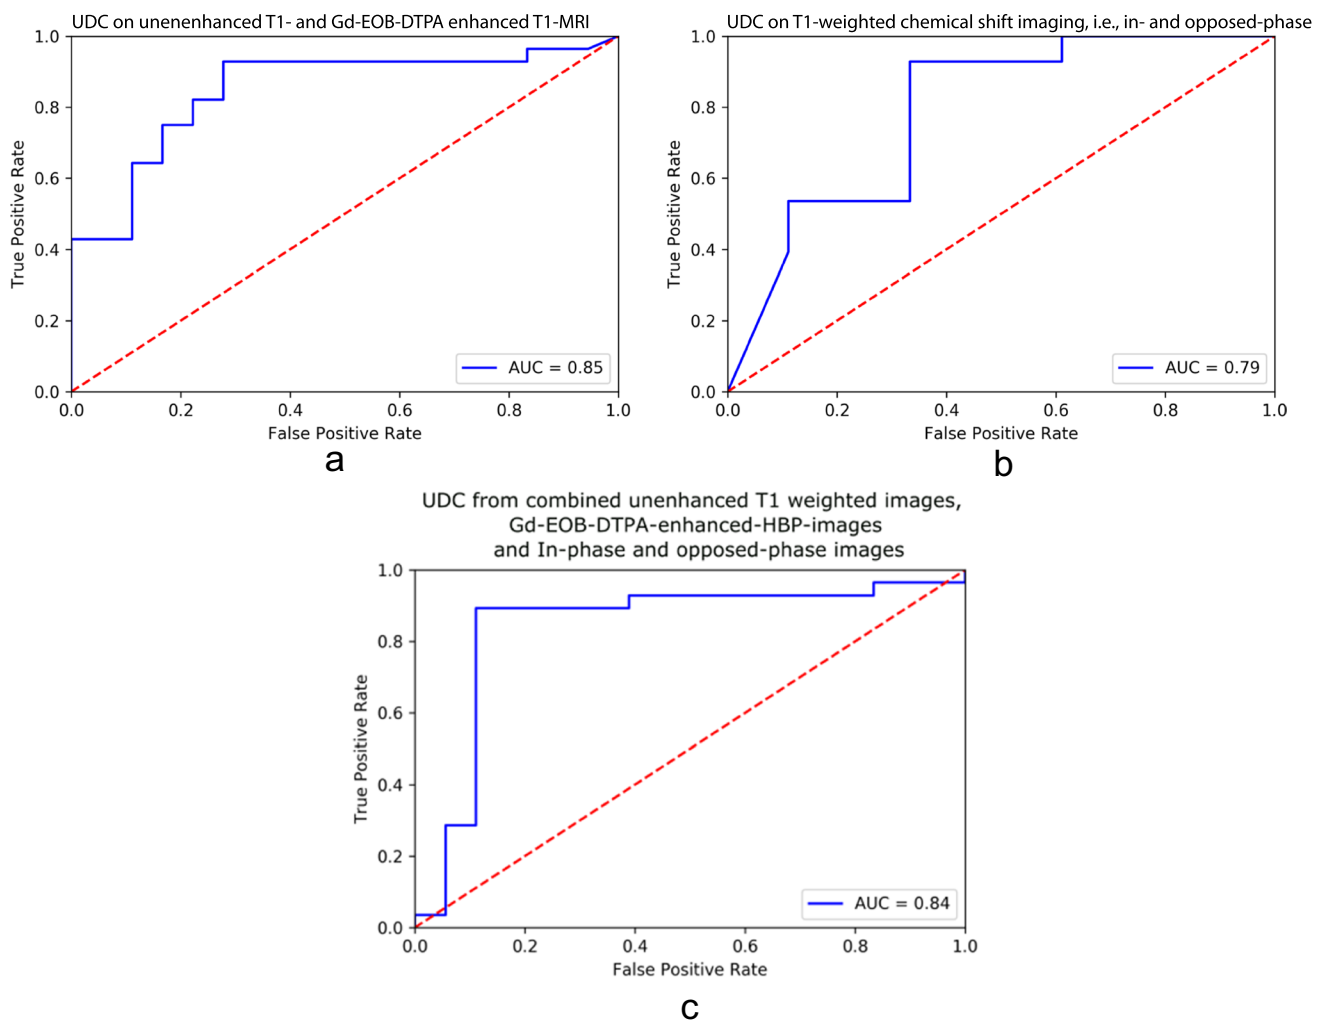 UDC on unenenhanced T1- and Gd-EOB-DTPA enhanced T1-MRI
1.0
0.8
0.6
0.4
0.2
0.0
True Positive Rate
AUC = 0.85
0.0 0.2 0.4 0.6 0.8 1.0
False Positive Rate
a
UDC on T1-weighted chemical shift imaging, i.e., in- and opposed-phase
1.0
0.8
0.6
0.4
0.2
0.0
True Positive Rate
AUC = 0.79
0.0 0.2 0.4 0.6 0.8 1.0
False Positive Rate
b
UDC from combined unenhanced T1 weighted images,
Gd-EOB-DTPA-enhanced-HBP-images
and In-phase and opposed-phase images
1.0
0.8
0.6
0.4
0.2
0.0
True Positive Rate
AUC = 0.84
0.0 0.2 0.4 0.6 0.8 1.0
False Positive Rate
c